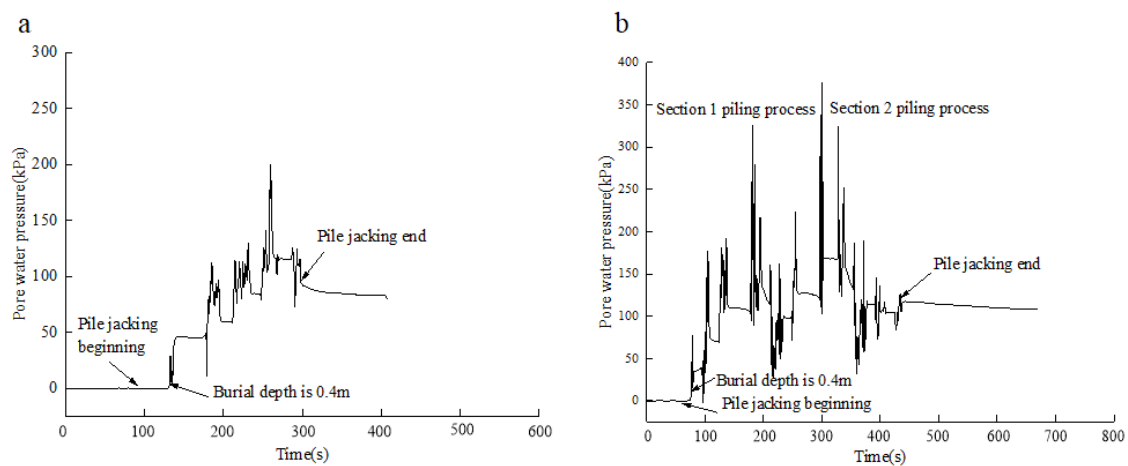 a
300
250
200
150
100
50
0
Pore water pressure(kPa)
Pile jacking end
Pile jacking
beginning
Burial depth is 0.4m
0 100 200 300 400 500 600
Time(s)
b
400
350
300
250
200
150
100
50
0
Pore water pressure(kPa)
Section 1 piling process
Section 2 piling process
Pile jacking end
Burial depth is 0.4m
Pile jacking beginning
0 100 200 300 400 500 600 700 800
Time(s)